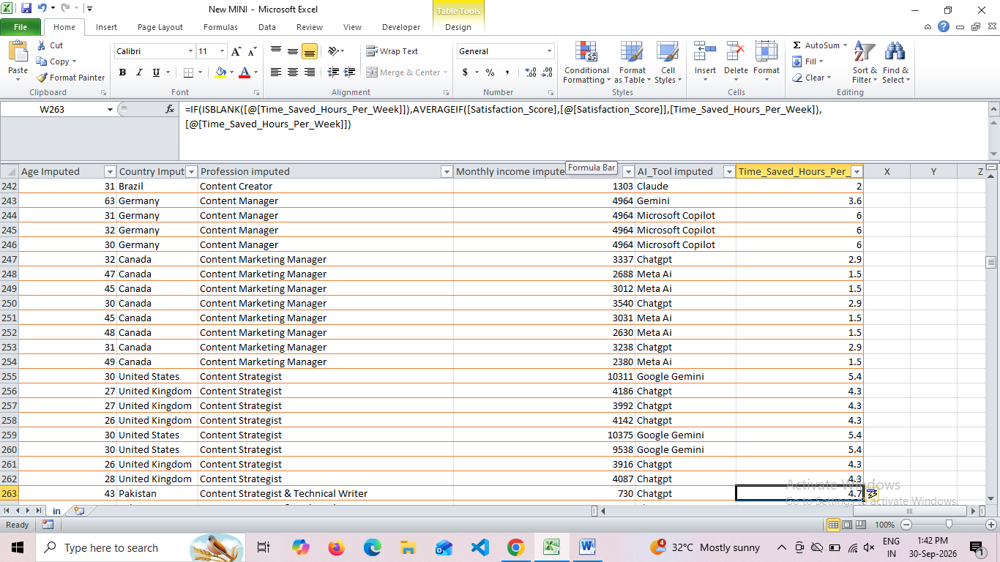 New MINI - Microsoft Excel
Table Tools
File Home Insert Page Layout Formulas Data Review View Developer Design
Paste
Cut
Copy
Format Painter
Clipboard
Calibri 11
A A
B I U
A
Font
Wrap Text
Merge & Center
Alignment
General
$ % ,
Number
Conditional Formatting
Format as Table
Cell Styles
Styles
Insert Delete Format
Cells
Σ AutoSum
Fill
Clear
Sort & Filter
Find & Select
Editing
W263 fx =IF(ISBLANK([@[Time_Saved_Hours_Per_Week]]),AVERAGEIF([Satisfaction_Score],[@[Satisfaction_Score]],[Time_Saved_Hours_Per_Week]),
[@[Time_Saved_Hours_Per_Week]])
Formula Bar
Age Imputed Country Imput Profession imputed Monthly income impute AI_Tool imputed Time_Saved_Hours_Per_ X Y Z
242 31 Brazil Content Creator 1303 Claude 2
243 63 Germany Content Manager 4964 Gemini 3.6
244 31 Germany Content Manager 4964 Microsoft Copilot 6
245 32 Germany Content Manager 4964 Microsoft Copilot 6
246 30 Germany Content Manager 4964 Microsoft Copilot 6
247 32 Canada Content Marketing Manager 3337 Chatgpt 2.9
248 47 Canada Content Marketing Manager 2688 Meta Ai 1.5
249 45 Canada Content Marketing Manager 3012 Meta Ai 1.5
250 30 Canada Content Marketing Manager 3540 Chatgpt 2.9
251 45 Canada Content Marketing Manager 3031 Meta Ai 1.5
252 48 Canada Content Marketing Manager 2630 Meta Ai 1.5
253 31 Canada Content Marketing Manager 3238 Chatgpt 2.9
254 49 Canada Content Marketing Manager 2380 Meta Ai 1.5
255 30 United States Content Strategist 10311 Google Gemini 5.4
256 27 United Kingdom Content Strategist 4186 Chatgpt 4.3
257 27 United Kingdom Content Strategist 3992 Chatgpt 4.3
258 26 United Kingdom Content Strategist 4142 Chatgpt 4.3
259 30 United States Content Strategist 10375 Google Gemini 5.4
260 30 United States Content Strategist 9538 Google Gemini 5.4
261 26 United Kingdom Content Strategist 3916 Chatgpt 4.3
262 28 United Kingdom Content Strategist 4087 Chatgpt 4.3
263 43 Pakistan Content Strategist & Technical Writer 730 Chatgpt 4.7
Activate Windows
Go to Settings to activate Windows.
in
Ready 100%
Type here to search
4 32°C Mostly sunny
ENG
IN
1:42 PM
30-Sep-2026
1